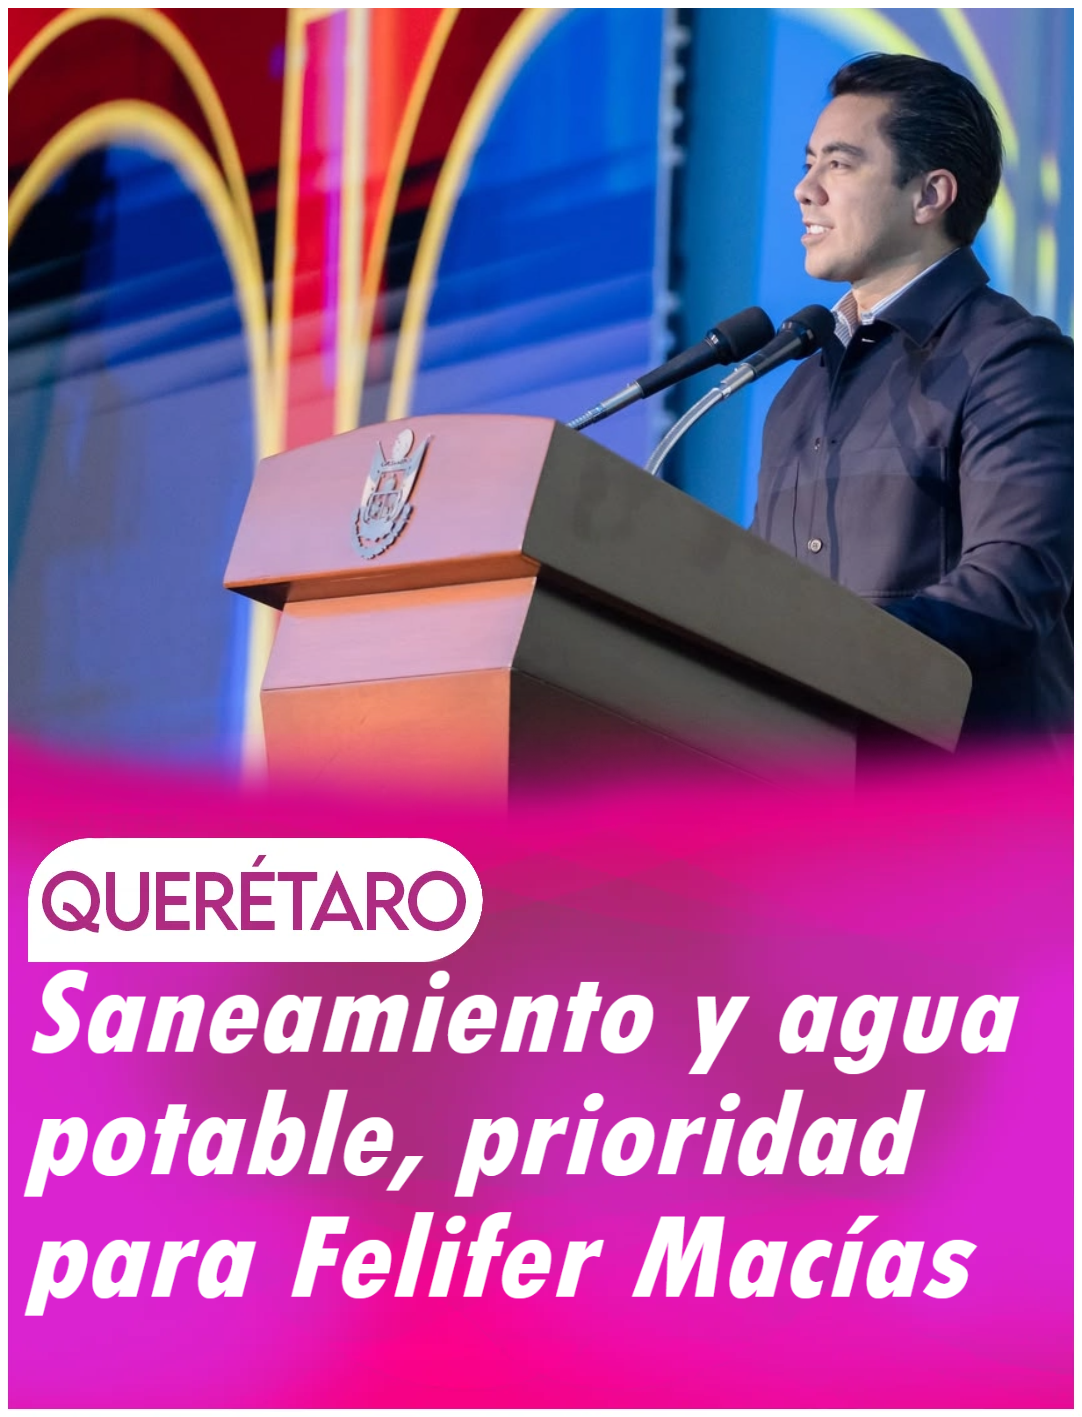 QUERÉTARO
Saneamiento y agua
potable, prioridad
para Felifer Macías